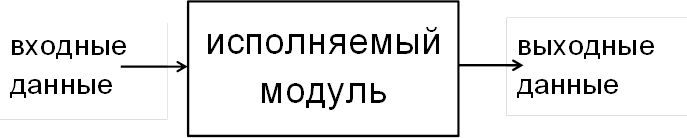 входные
данные
исполняемый
модуль
выходные
данные